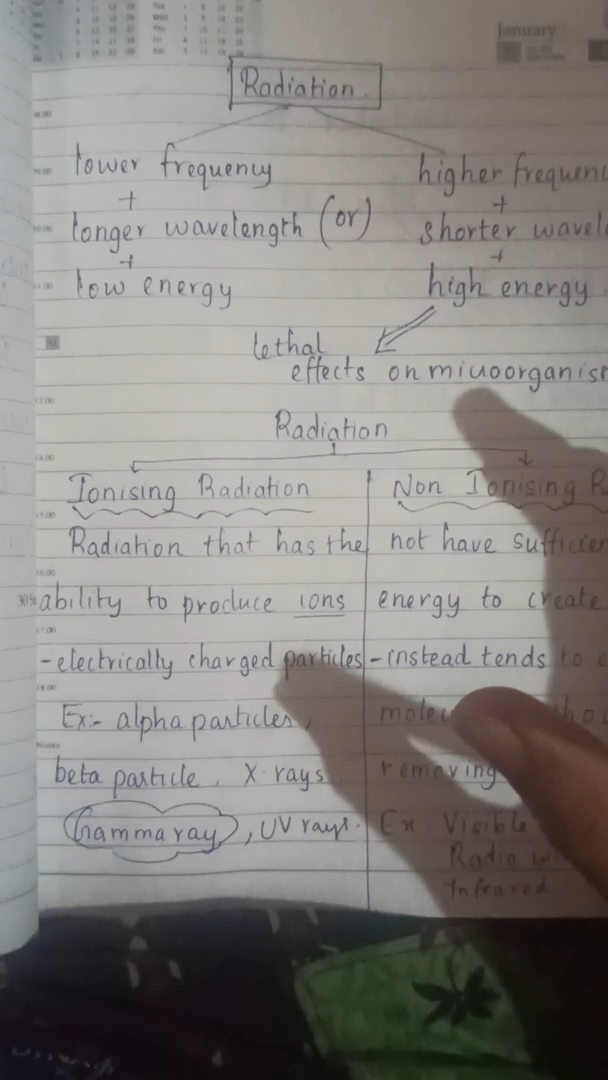 January
Radiation
lower frequency
higher frequen
+
+
longer wavelength (or)
shorter wavel
+
+
low energy
high energy
lethal
effects on miuoorganis
Radiation
Ionising Radiation
Non Ionising R
Radiation that has the
not have sufficien
ability to produce ions
energy to create
-electrically charged particles
-instead tends to e
Ex:- alpha particles,
molec
beta particle, X-rays,
removing
Gamma ray, UV rays.
Ex. Visible
Radio w
Infrared